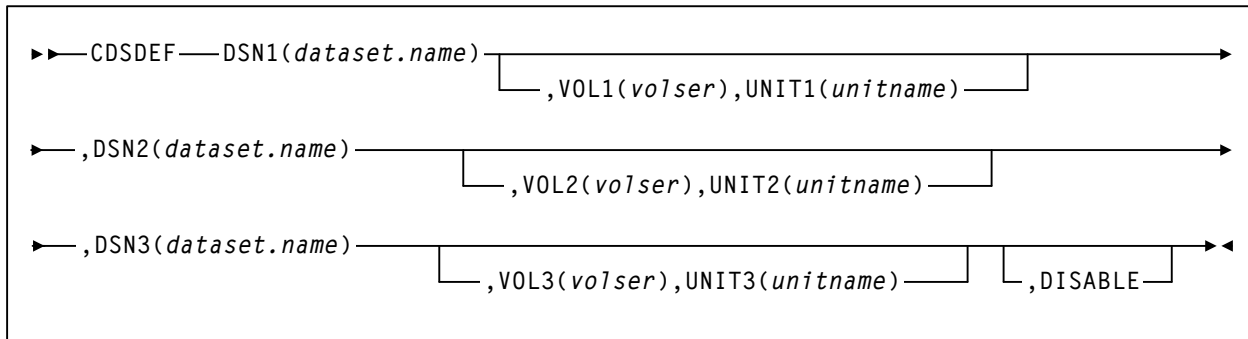 CDSDEF DSN1(dataset.name)
,VOL1(volser),UNIT1(unitname)
,DSN2(dataset.name)
,VOL2(volser),UNIT2(unitname)
,DSN3(dataset.name)
,VOL3(volser),UNIT3(unitname) ,DISABLE